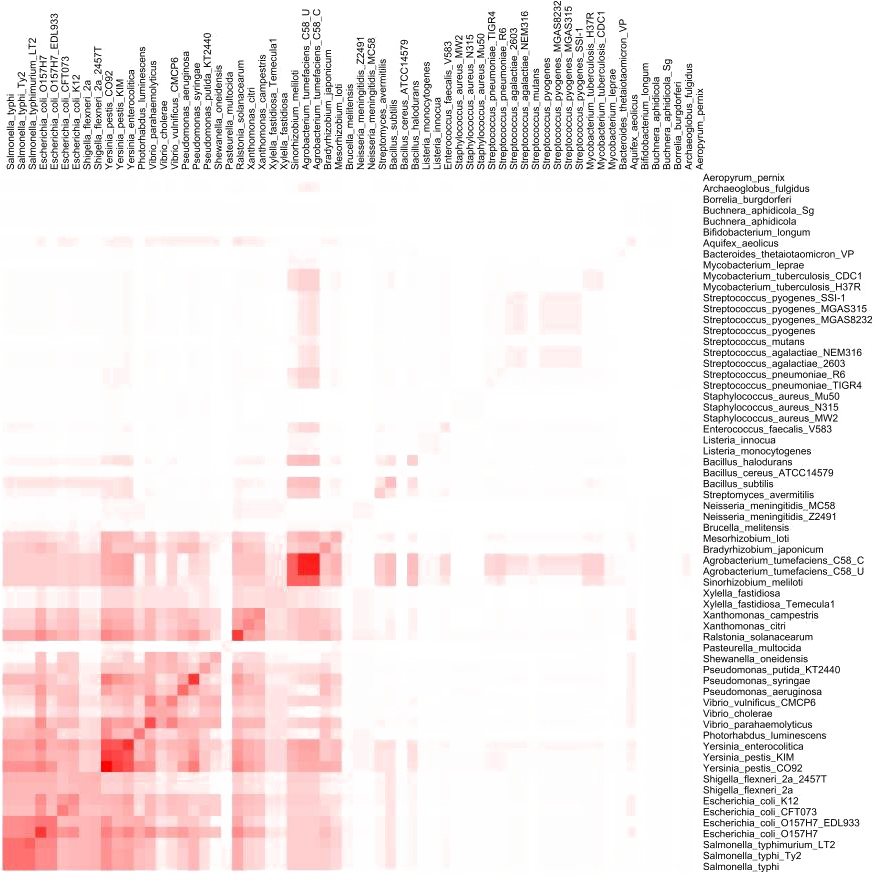 Salmonella_typhi
Salmonella_typhi_Ty2
Salmonella_typhimurium_LT2
Escherichia_coli_O157H7
Escherichia_coli_O157H7_EDL933
Escherichia_coli_CFT073
Escherichia_coli_K12
Shigella_flexneri_2a
Shigella_flexneri_2a_2457T
Yersinia_pestis_CO92
Yersinia_pestis_KIM
Yersinia_enterocolitica
Photorhabdus_luminescens
Vibrio_parahaemolyticus
Vibrio_cholerae
Vibrio_vulnificus_CMCP6
Pseudomonas_aeruginosa
Pseudomonas_syringae
Pseudomonas_putida_KT2440
Shewanella_oneidensis
Pasteurella_multocida
Ralstonia_solanacearum
Xanthomonas_citri
Xanthomonas_campestris
Xylella_fastidiosa_Temecula1
Xylella_fastidiosa
Sinorhizobium_meliloti
Agrobacterium_tumefaciens_C58_U
Agrobacterium_tumefaciens_C58_C
Bradyrhizobium_japonicum
Mesorhizobium_loti
Brucella_melitensis
Neisseria_meningitidis_Z2491
Neisseria_meningitidis_MC58
Streptomyces_avermitilis
Bacillus_subtilis
Bacillus_cereus_ATCC14579
Bacillus_halodurans
Listeria_monocytogenes
Listeria_innocua
Enterococcus_faecalis_V583
Staphylococcus_aureus_MW2
Staphylococcus_aureus_N315
Staphylococcus_aureus_Mu50
Streptococcus_pneumoniae_TIGR4
Streptococcus_pneumoniae_R6
Streptococcus_agalactiae_2603
Streptococcus_agalactiae_NEM316
Streptococcus_mutans
Streptococcus_pyogenes
Streptococcus_pyogenes_MGAS8232
Streptococcus_pyogenes_MGAS315
Streptococcus_pyogenes_SSI-1
Mycobacterium_tuberculosis_H37R
Mycobacterium_tuberculosis_CDC1
Mycobacterium_leprae
Bacteroides_thetaiotaomicron_VP
Aquifex_aeolicus
Bifidobacterium_longum
Buchnera_aphidicola
Buchnera_aphidicola_Sg
Borrelia_burgdorferi
Archaeoglobus_fulgidus
Aeropyrum_pernix
Aeropyrum_pernix
Archaeoglobus_fulgidus
Borrelia_burgdorferi
Buchnera_aphidicola_Sg
Buchnera_aphidicola
Bifidobacterium_longum
Aquifex_aeolicus
Bacteroides_thetaiotaomicron_VP
Mycobacterium_leprae
Mycobacterium_tuberculosis_CDC1
Mycobacterium_tuberculosis_H37R
Streptococcus_pyogenes_SSI-1
Streptococcus_pyogenes_MGAS315
Streptococcus_pyogenes_MGAS8232
Streptococcus_pyogenes
Streptococcus_mutans
Streptococcus_agalactiae_NEM316
Streptococcus_agalactiae_2603
Streptococcus_pneumoniae_R6
Streptococcus_pneumoniae_TIGR4
Staphylococcus_aureus_Mu50
Staphylococcus_aureus_N315
Staphylococcus_aureus_MW2
Enterococcus_faecalis_V583
Listeria_innocua
Listeria_monocytogenes
Bacillus_halodurans
Bacillus_cereus_ATCC14579
Bacillus_subtilis
Streptomyces_avermitilis
Neisseria_meningitidis_MC58
Neisseria_meningitidis_Z2491
Brucella_melitensis
Mesorhizobium_loti
Bradyrhizobium_japonicum
Agrobacterium_tumefaciens_C58_C
Agrobacterium_tumefaciens_C58_U
Sinorhizobium_meliloti
Xylella_fastidiosa
Xylella_fastidiosa_Temecula1
Xanthomonas_campestris
Xanthomonas_citri
Ralstonia_solanacearum
Pasteurella_multocida
Shewanella_oneidensis
Pseudomonas_putida_KT2440
Pseudomonas_syringae
Pseudomonas_aeruginosa
Vibrio_vulnificus_CMCP6
Vibrio_cholerae
Vibrio_parahaemolyticus
Photorhabdus_luminescens
Yersinia_enterocolitica
Yersinia_pestis_KIM
Yersinia_pestis_CO92
Shigella_flexneri_2a_2457T
Shigella_flexneri_2a
Escherichia_coli_K12
Escherichia_coli_CFT073
Escherichia_coli_O157H7_EDL933
Escherichia_coli_O157H7
Salmonella_typhimurium_LT2
Salmonella_typhi_Ty2
Salmonella_typhi